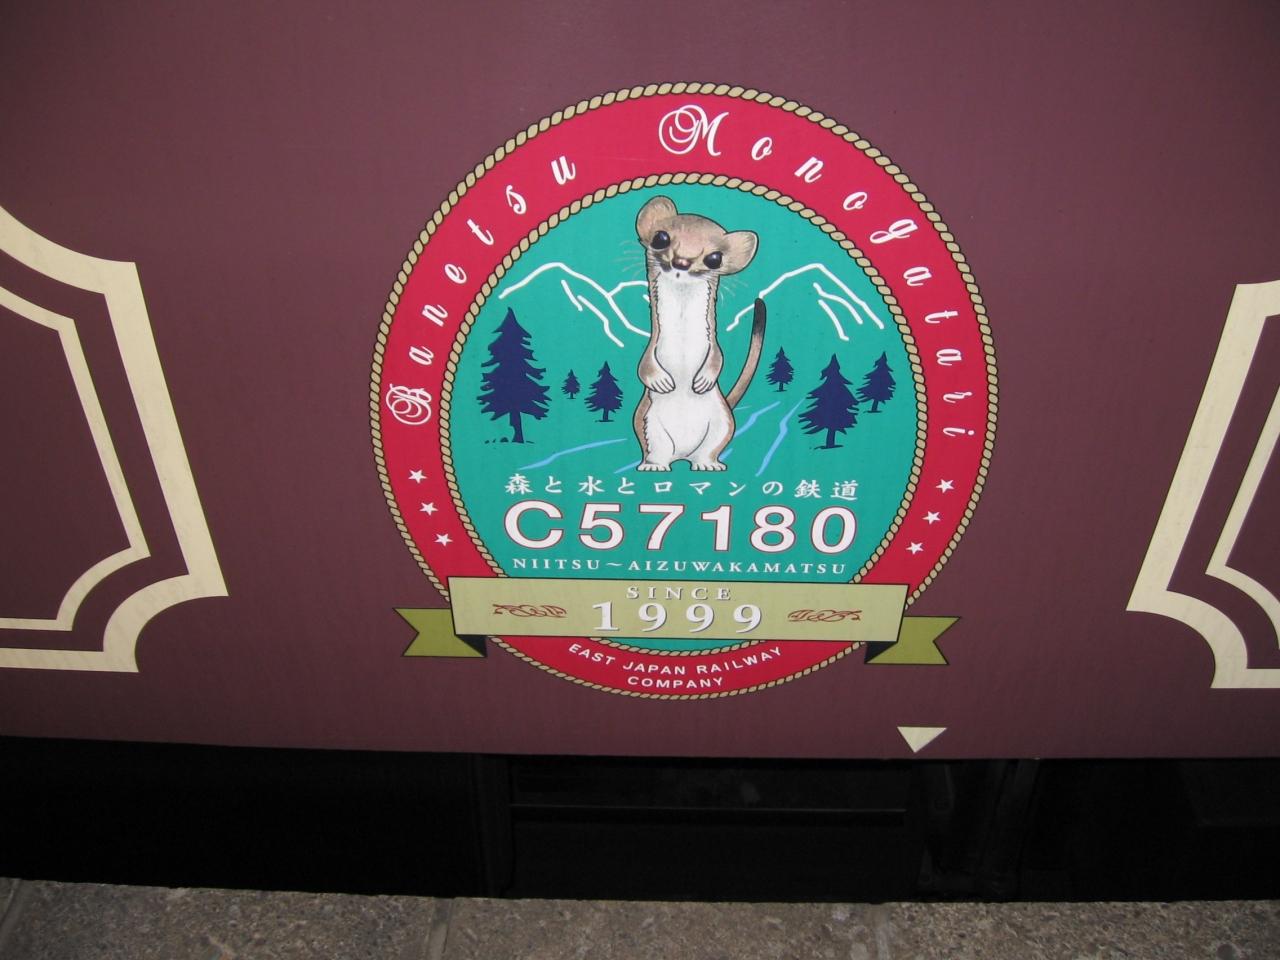 Banetsu Monogatari
森と水とロマンの鉄道
C57180
NIITSU~AIZUWAKAMATSU
SINCE
1999
EAST JAPAN RAILWAY
COMPANY